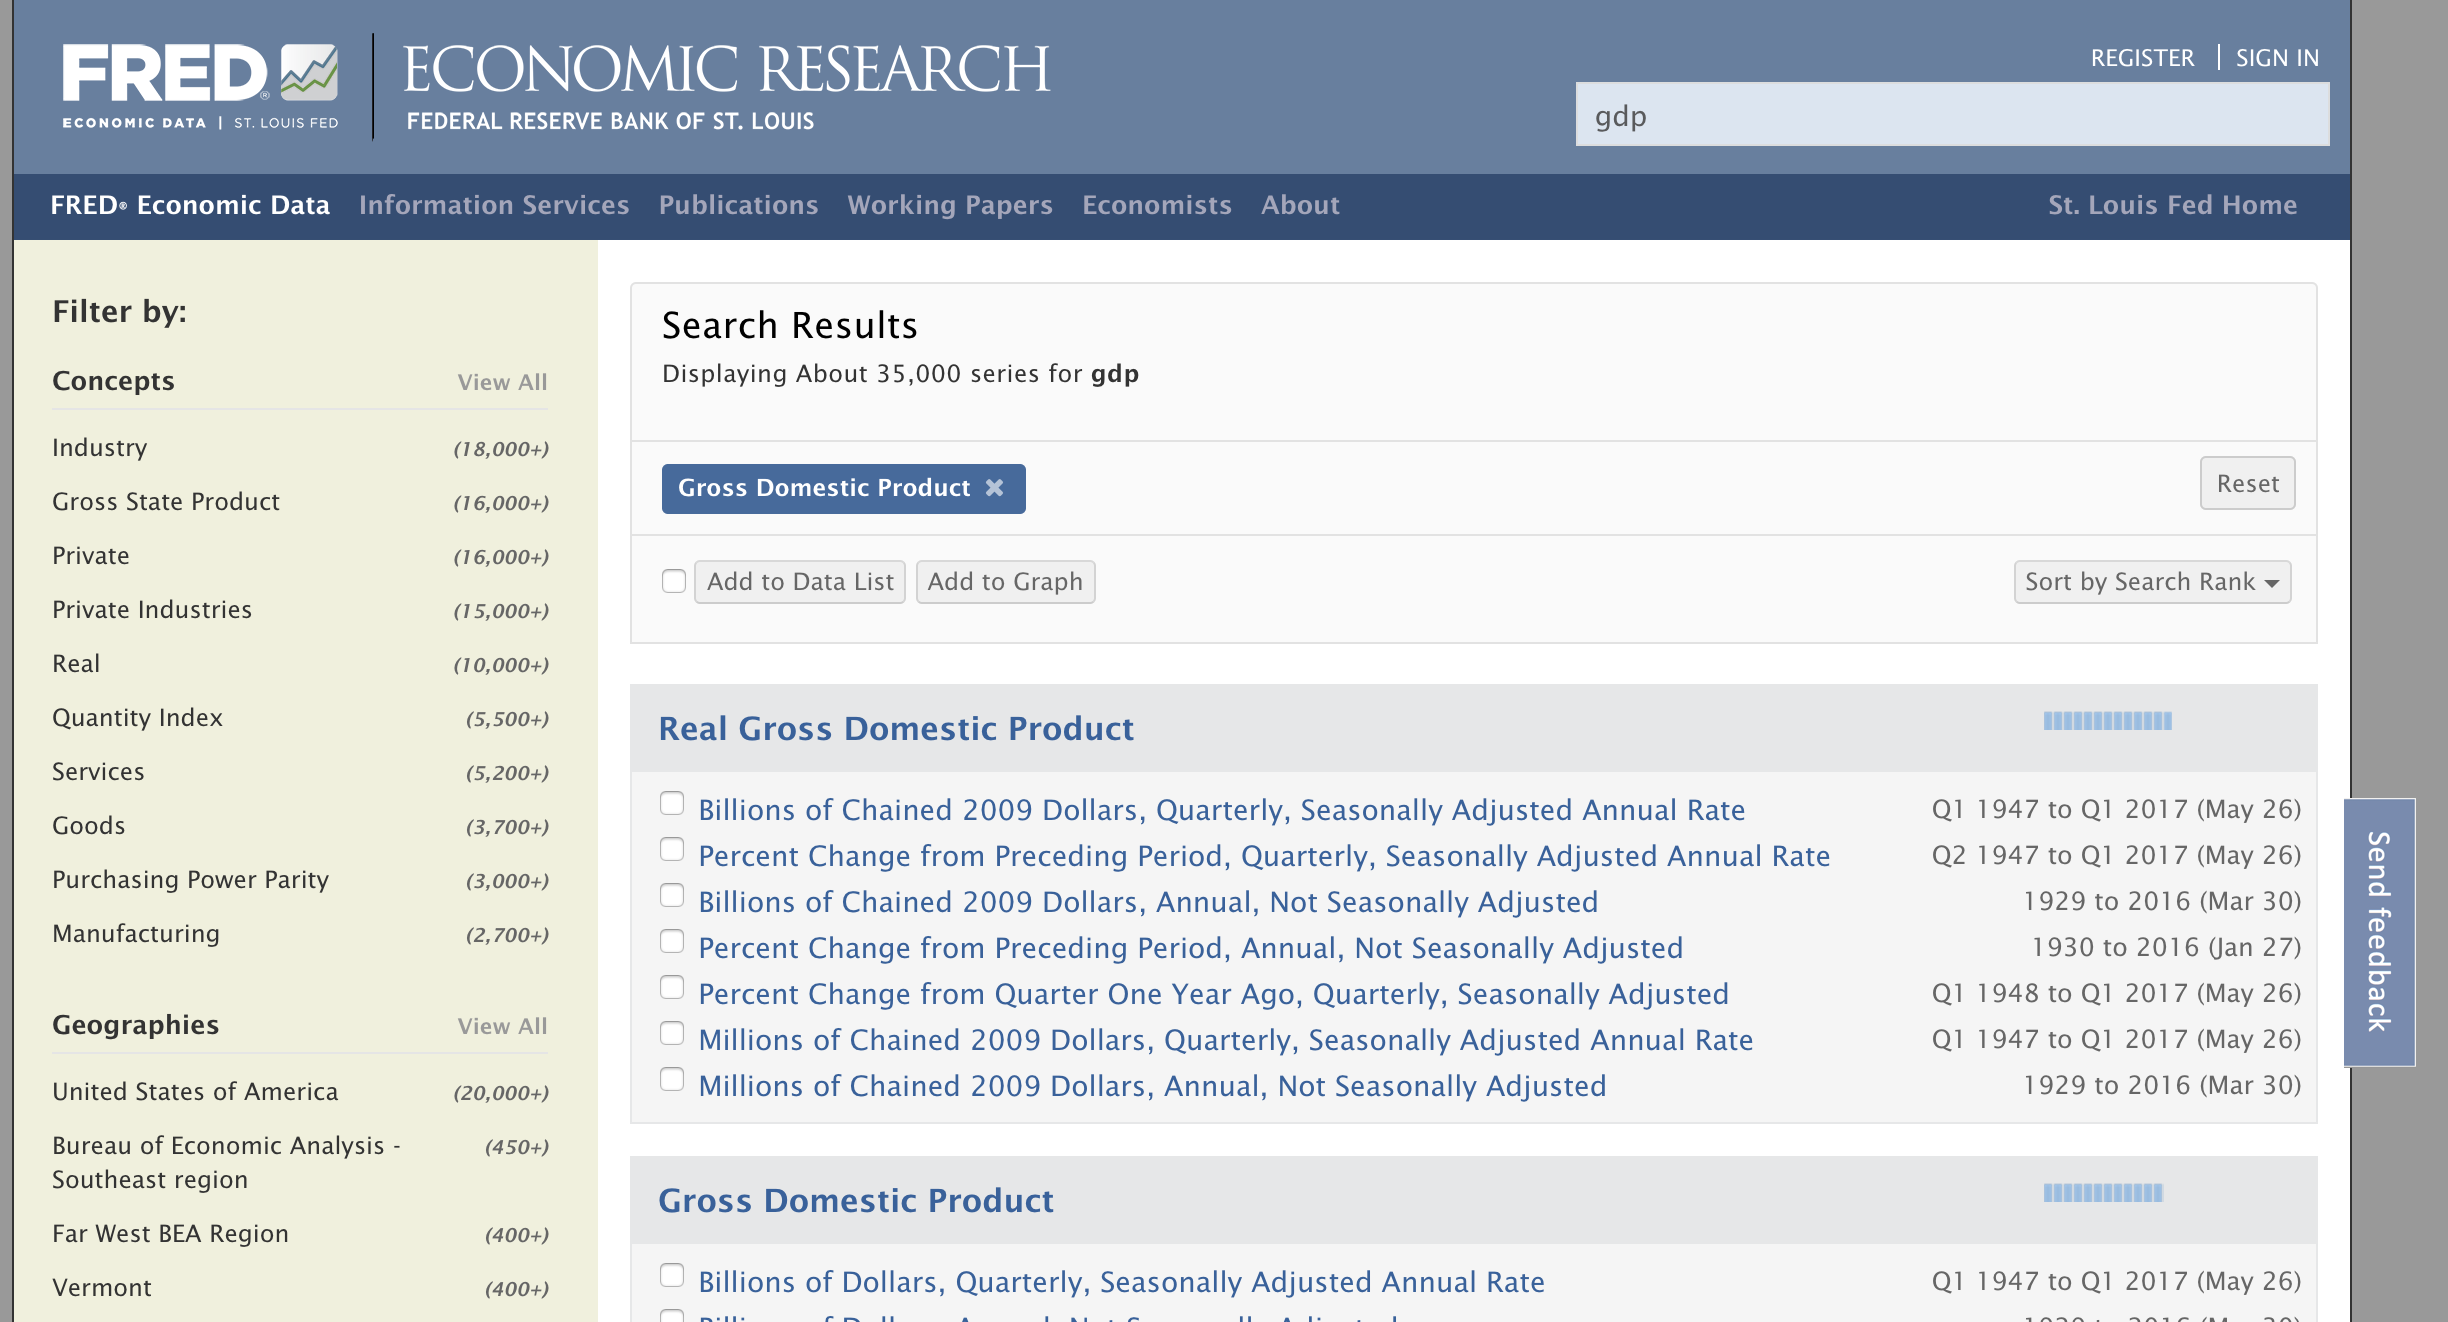 FRED® | ECONOMIC RESEARCH
ECONOMIC DATA | ST. LOUIS FED
FEDERAL RESERVE BANK OF ST. LOUIS
REGISTER | SIGN IN
gdp
FRED® Economic Data Information Services Publications Working Papers Economists About St. Louis Fed Home
Filter by:
Concepts View All
Industry (18,000+)
Gross State Product (16,000+)
Private (16,000+)
Private Industries (15,000+)
Real (10,000+)
Quantity Index (5,500+)
Services (5,200+)
Goods (3,700+)
Purchasing Power Parity (3,000+)
Manufacturing (2,700+)
Geographies View All
United States of America (20,000+)
Bureau of Economic Analysis - (450+)
Southeast region
Far West BEA Region (400+)
Vermont (400+)
Search Results
Displaying About 35,000 series for gdp
Gross Domestic Product ✖
Reset
Add to Data List Add to Graph Sort by Search Rank
Real Gross Domestic Product
Billions of Chained 2009 Dollars, Quarterly, Seasonally Adjusted Annual Rate Q1 1947 to Q1 2017 (May 26)
Percent Change from Preceding Period, Quarterly, Seasonally Adjusted Annual Rate Q2 1947 to Q1 2017 (May 26)
Billions of Chained 2009 Dollars, Annual, Not Seasonally Adjusted 1929 to 2016 (Mar 30)
Percent Change from Preceding Period, Annual, Not Seasonally Adjusted 1930 to 2016 (Jan 27)
Percent Change from Quarter One Year Ago, Quarterly, Seasonally Adjusted Q1 1948 to Q1 2017 (May 26)
Millions of Chained 2009 Dollars, Quarterly, Seasonally Adjusted Annual Rate Q1 1947 to Q1 2017 (May 26)
Millions of Chained 2009 Dollars, Annual, Not Seasonally Adjusted 1929 to 2016 (Mar 30)
Gross Domestic Product
Billions of Dollars, Quarterly, Seasonally Adjusted Annual Rate Q1 1947 to Q1 2017 (May 26)
Send feedback